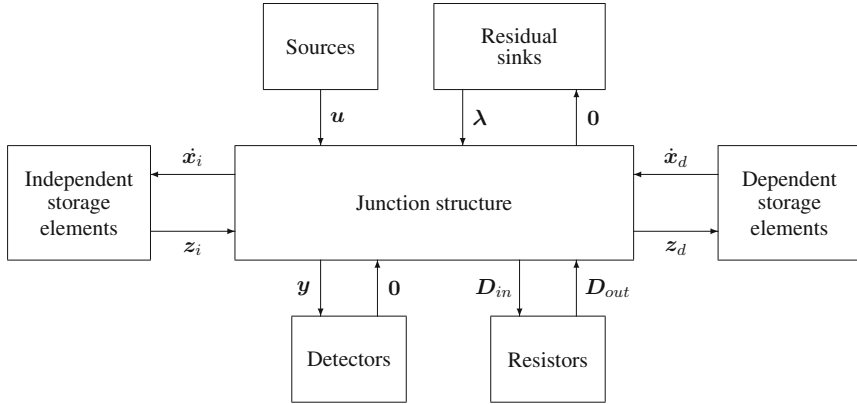 Sources
Residual
sinks
u
λ
0
ẋ_i
ẋ_d
Independent
storage
elements
Junction structure
Dependent
storage
elements
z_i
z_d
y
0
D_in
D_out
Detectors
Resistors